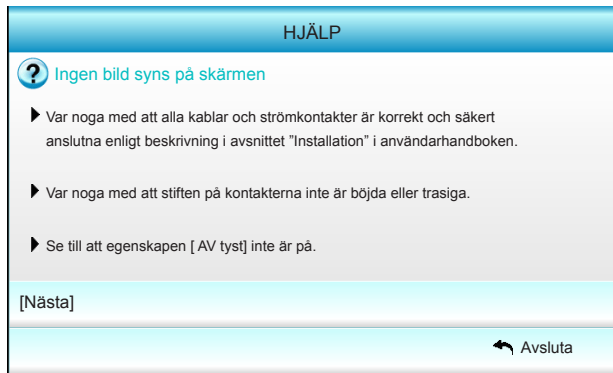 HJÄLP
Ingen bild syns på skärmen
Var noga med att alla kablar och strömkontakter är korrekt och säkert
anslutna enligt beskrivning i avsnittet ”Installation” i användarhandboken.
Var noga med att stiften på kontakterna inte är böjda eller trasiga.
Se till att egenskapen [ AV tyst] inte är på.
[Nästa]
Avsluta